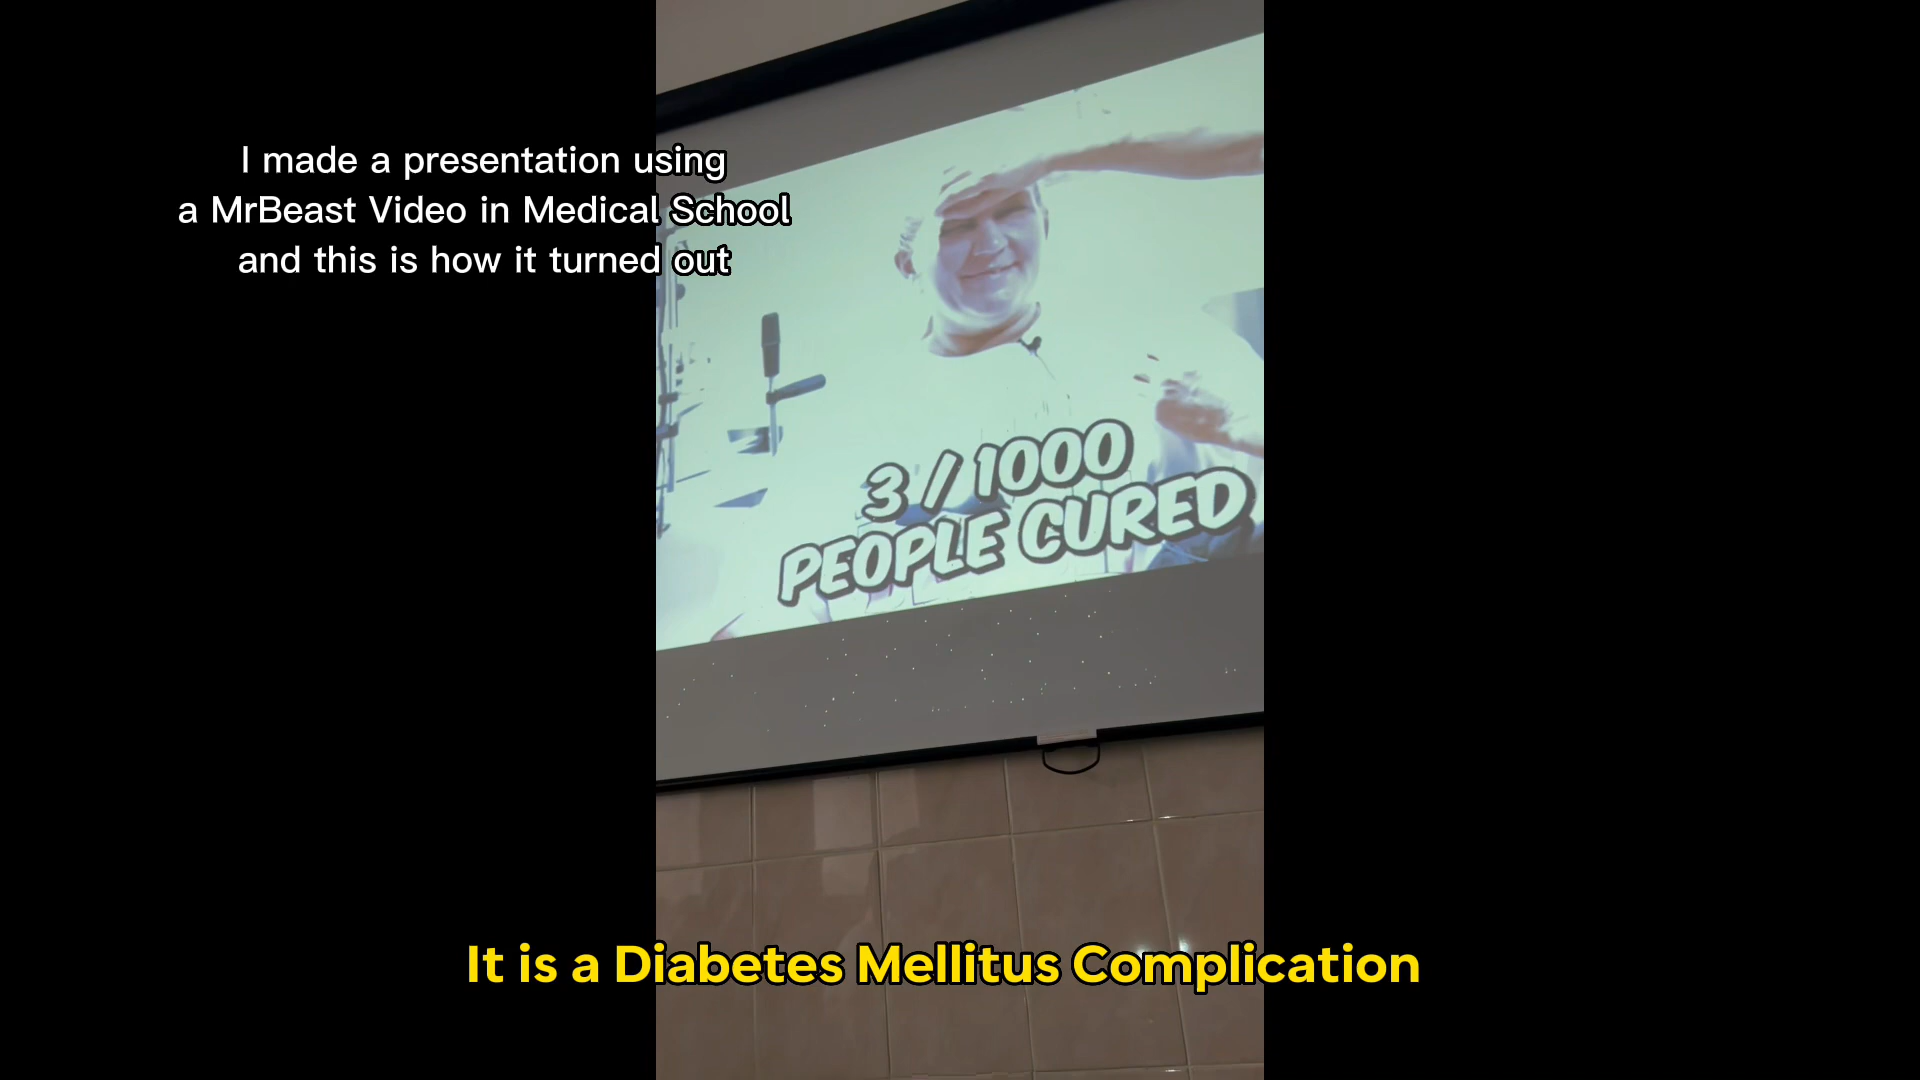 I made a presentation using
a MrBeast Video in Medical School
and this is how it turned out
3 / 1000
PEOPLE CURED
It is a Diabetes Mellitus Complication